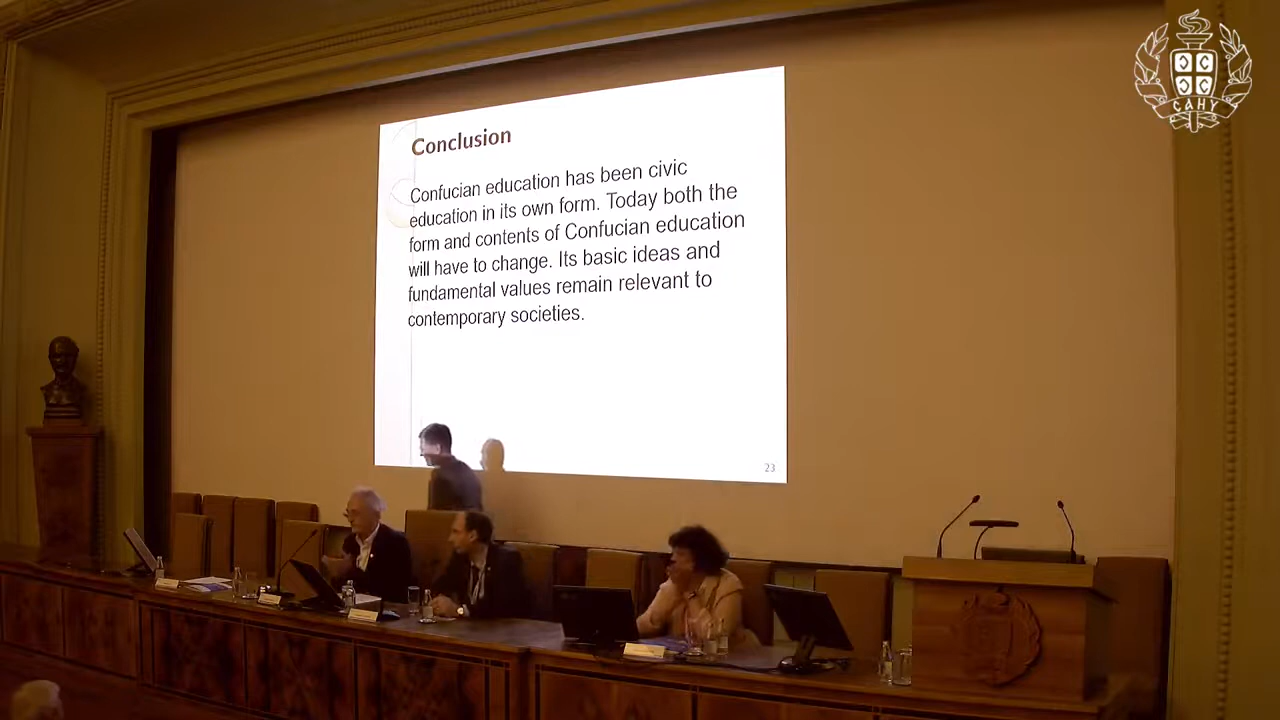 Conclusion
Confucian education has been civic
education in its own form. Today both the
form and contents of Confucian education
will have to change. Its basic ideas and
fundamental values remain relevant to
contemporary societies.
23
САНУ